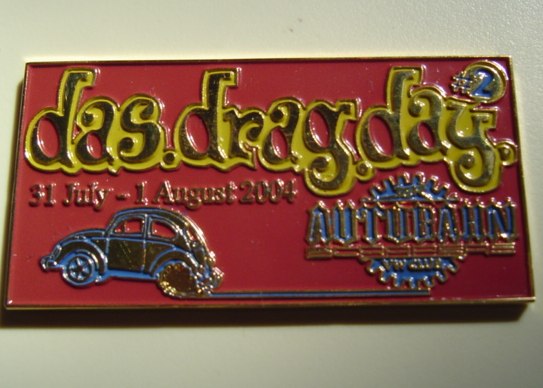 das.drag.day.
#2
31 July - 1 August 2004
AUTOBAHN